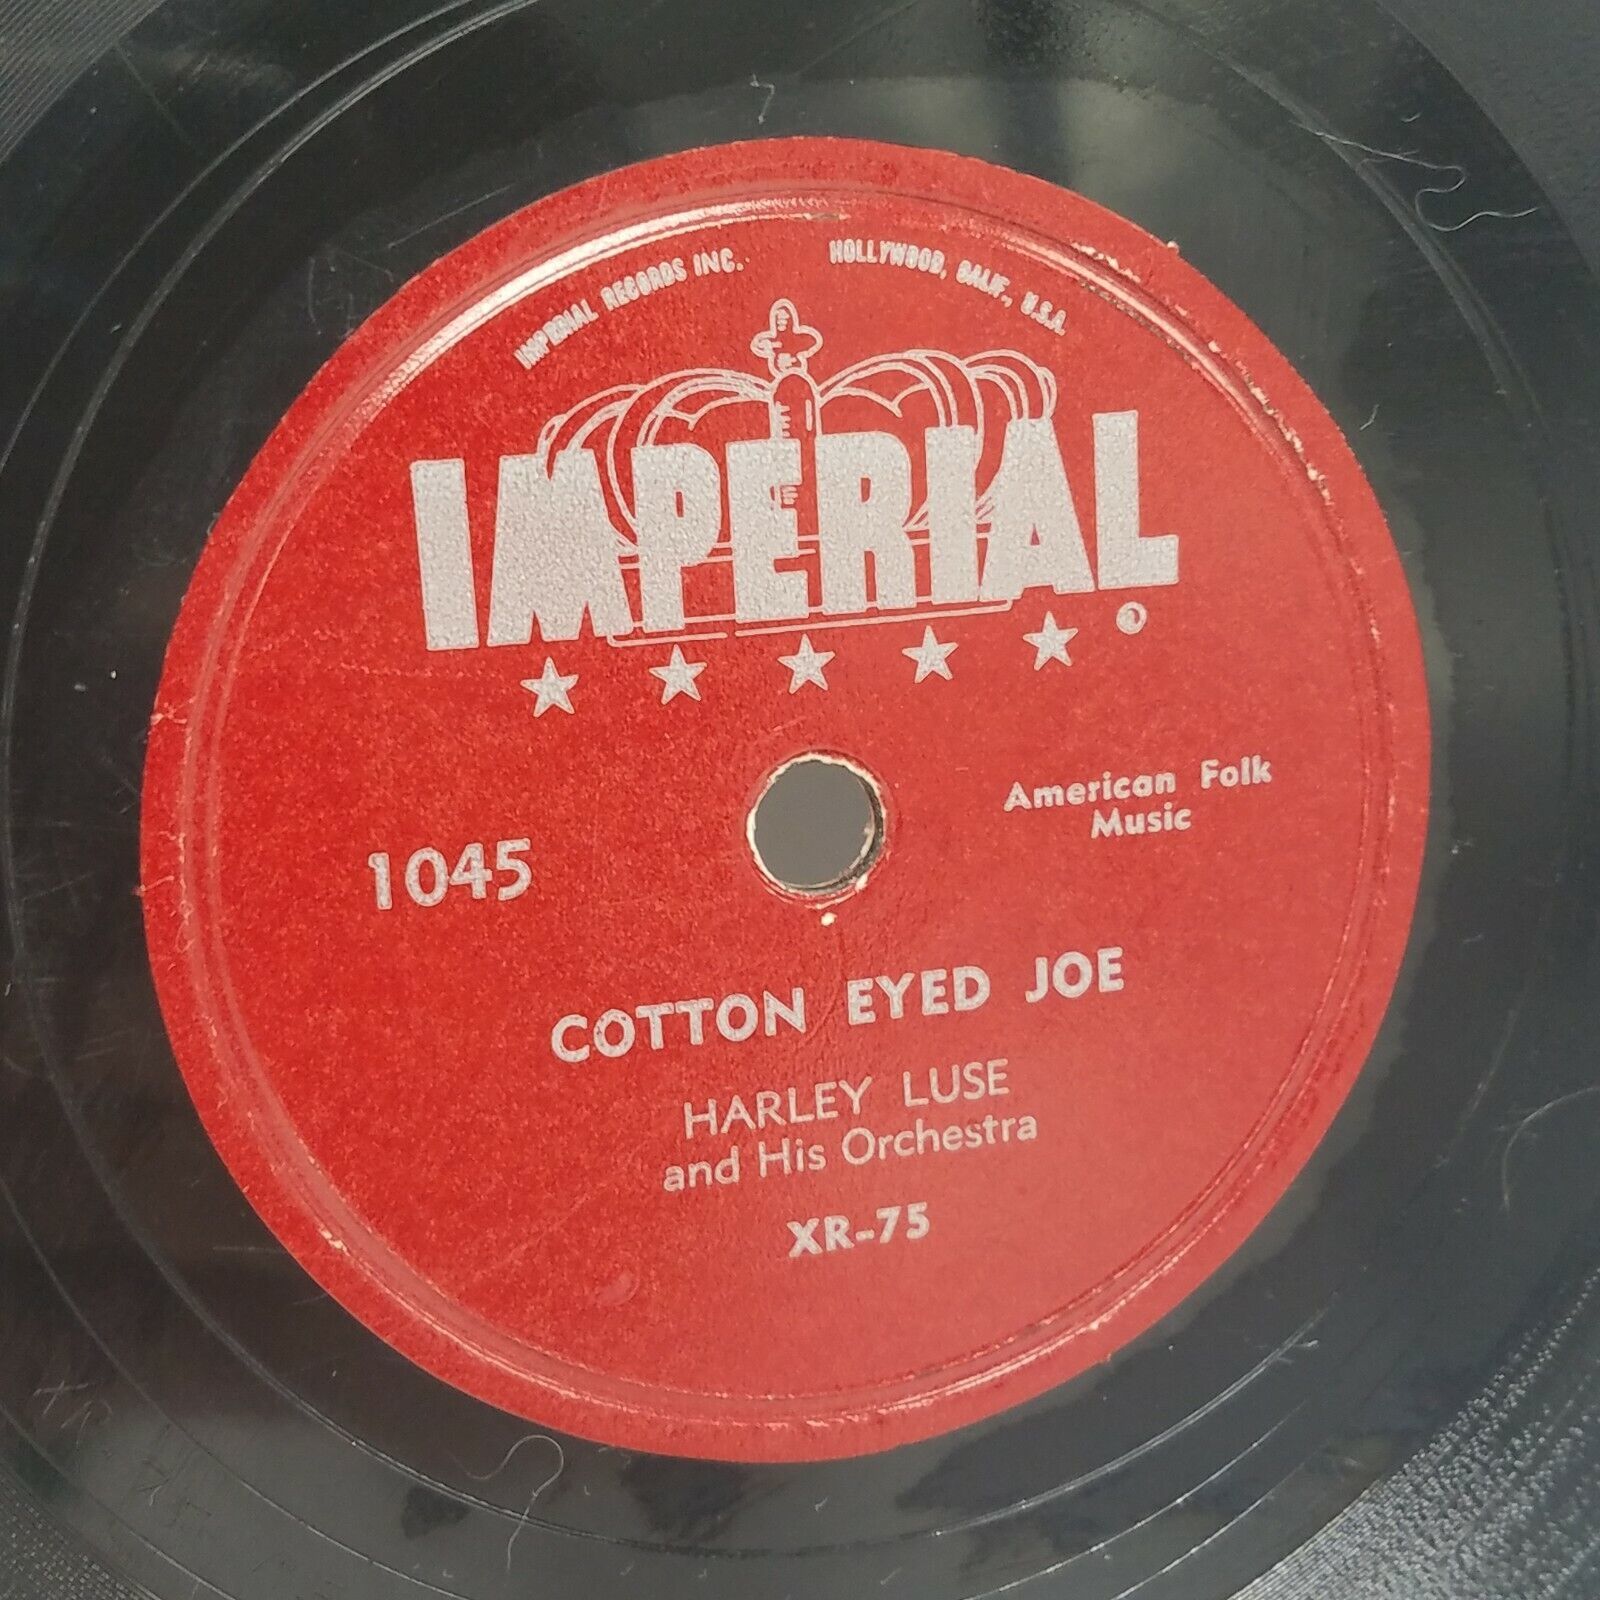 IMPERIAL RECORDS INC. HOLLYWOOD, CALIF., U.S.A.
IMPERIAL
American Folk
Music
1045
COTTON EYED JOE
HARLEY LUSE
and His Orchestra
XR-75